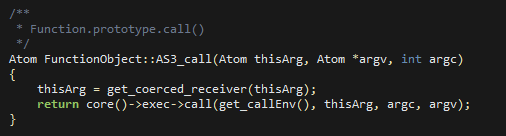 /**
 * Function.prototype.call()
 */
Atom FunctionObject::AS3_call(Atom thisArg, Atom *argv, int argc)
{
    thisArg = get_coerced_receiver(thisArg);
    return core()->exec->call(get_callEnv(), thisArg, argc, argv);
}